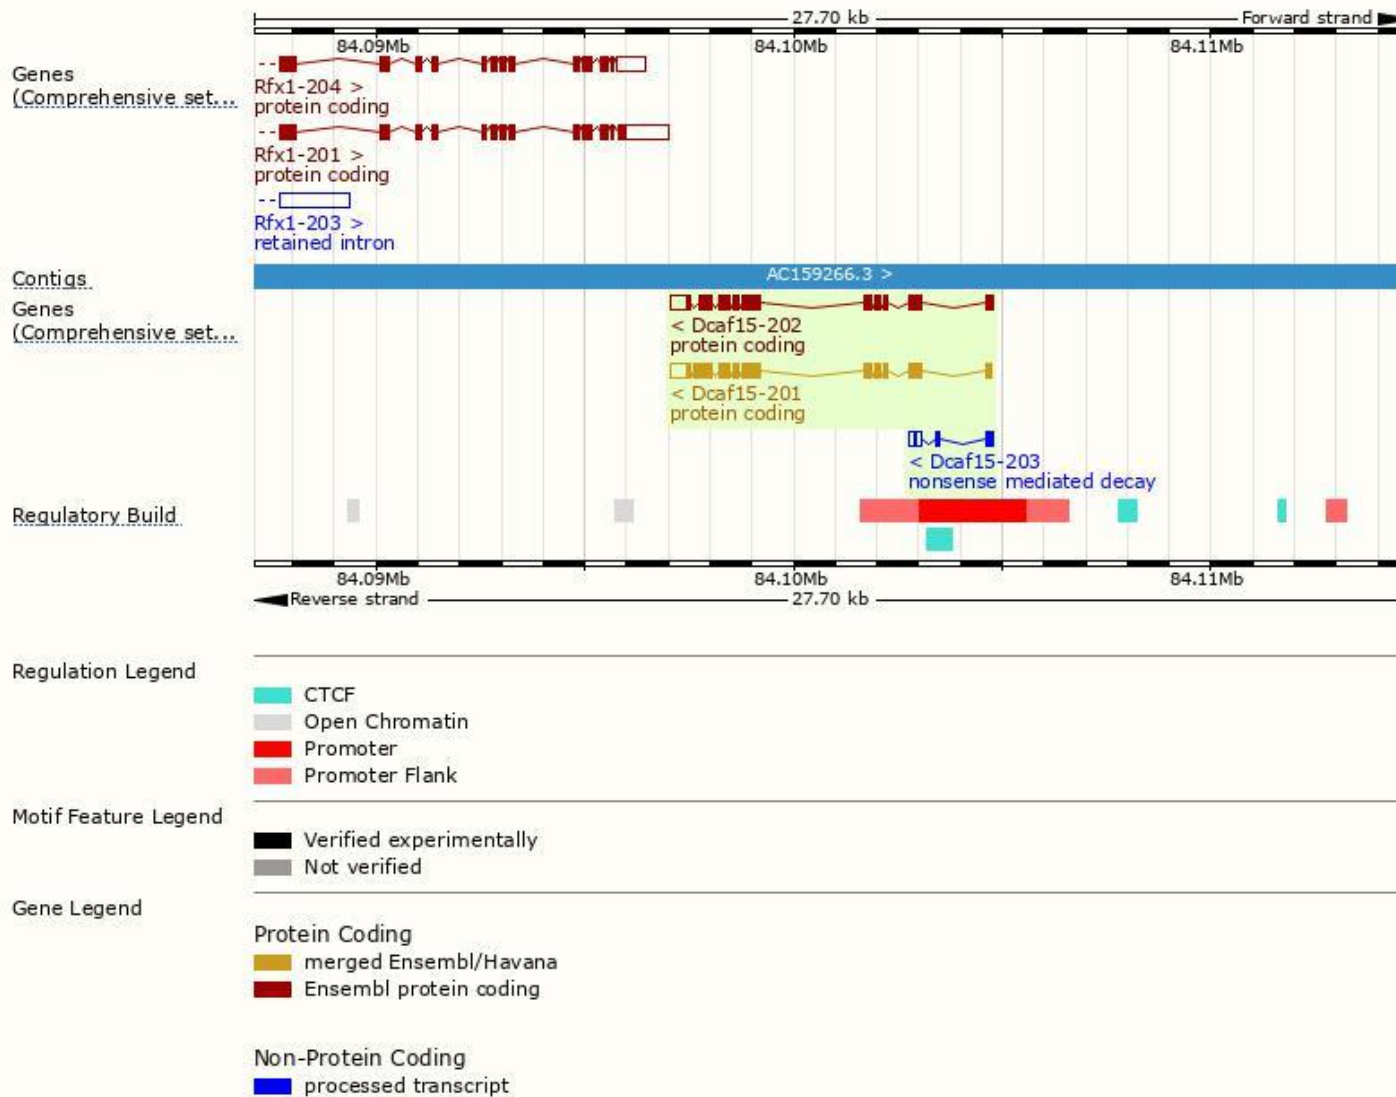 27.70 kb Forward strand
84.09Mb 84.10Mb 84.11Mb
Genes
(Comprehensive set...
Rfx1-204 >
protein coding
Rfx1-201 >
protein coding
Rfx1-203 >
retained intron
Contigs
AC159266.3 >
Genes
(Comprehensive set...
< Dcaf15-202
protein coding
< Dcaf15-201
protein coding
< Dcaf15-203
nonsense mediated decay
Regulatory Build
84.09Mb 84.10Mb 84.11Mb
Reverse strand 27.70 kb
Regulation Legend
CTCF
Open Chromatin
Promoter
Promoter Flank
Motif Feature Legend
Verified experimentally
Not verified
Gene Legend
Protein Coding
merged Ensembl/Havana
Ensembl protein coding
Non-Protein Coding
processed transcript